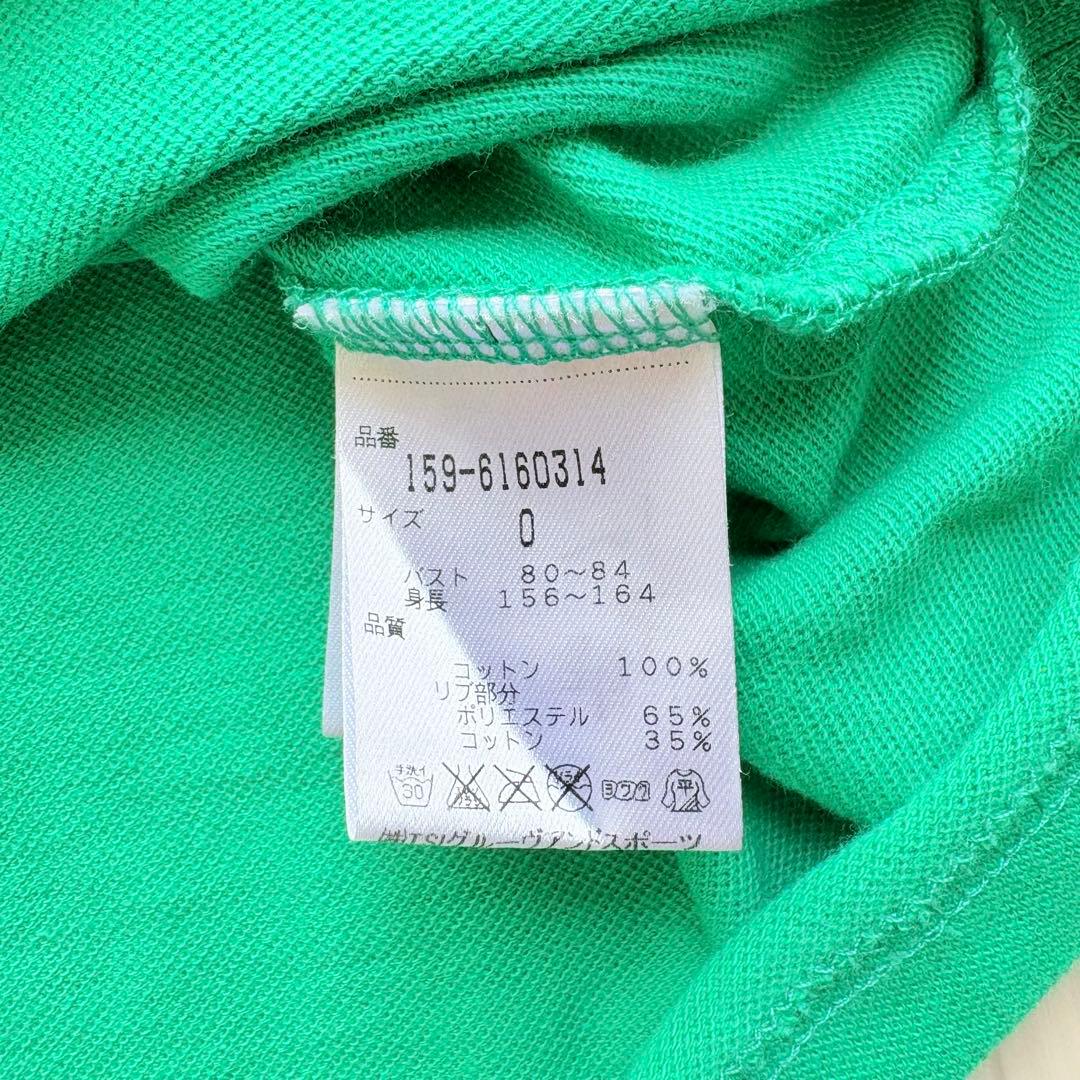 品番
159-6160314
サイズ 0
バスト 80〜84
身長 156〜164
品質
コットン 100%
リブ部分
ポリエステル 65%
コットン 35%
手洗イ 30 ヨワク 平
(株)TSIグルーヴアンドスポーツ